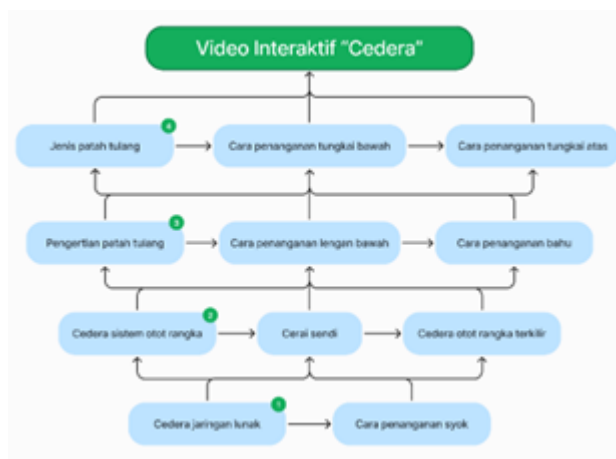 Video Interaktif "Cedera"
4
Jenis patah tulang
Cara penanganan tungkai bawah
Cara penanganan tungkai atas
3
Pengertian patah tulang
Cara penanganan lengan bawah
Cara penanganan bahu
2
Cedera sistem otot rangka
Cerai sendi
Cedera otot rangka terkilir
1
Cedera jaringan lunak
Cara penanganan syok